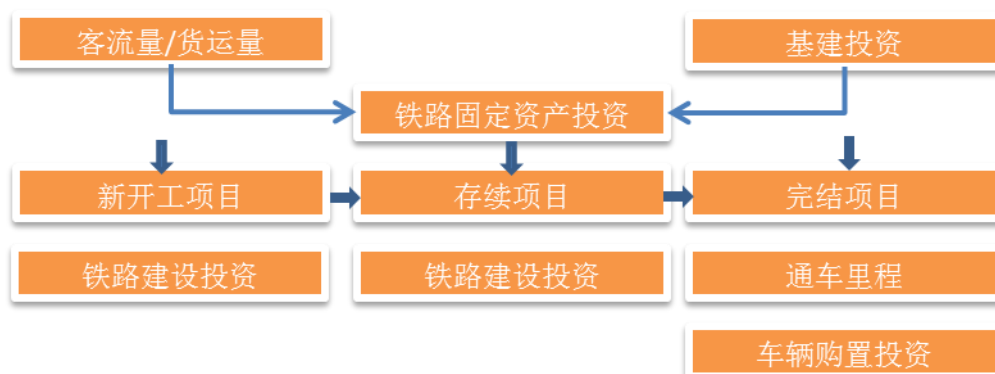 客流量/货运量
基建投资
铁路固定资产投资
新开工项目
存续项目
完结项目
铁路建设投资
铁路建设投资
通车里程
车辆购置投资